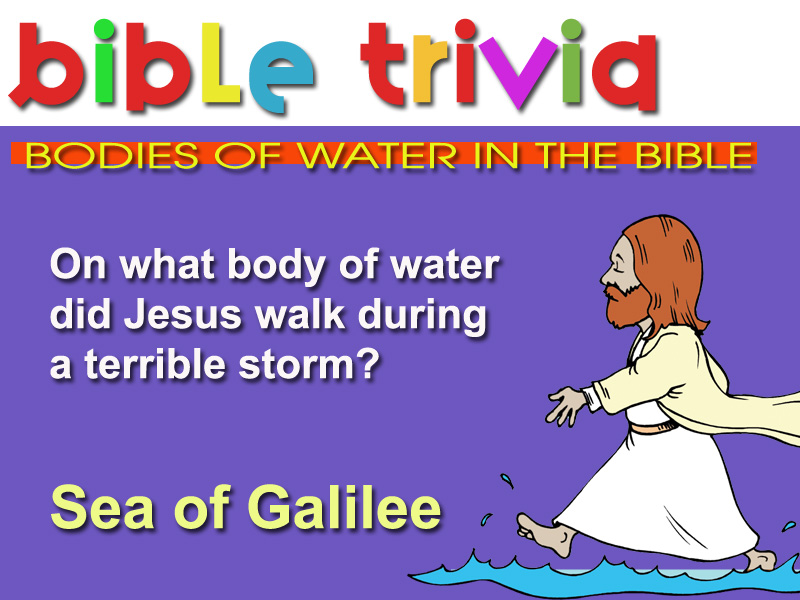 bibLe trivia
BODIES OF WATER IN THE BIBLE
On what body of water
did Jesus walk during
a terrible storm?
Sea of Galilee